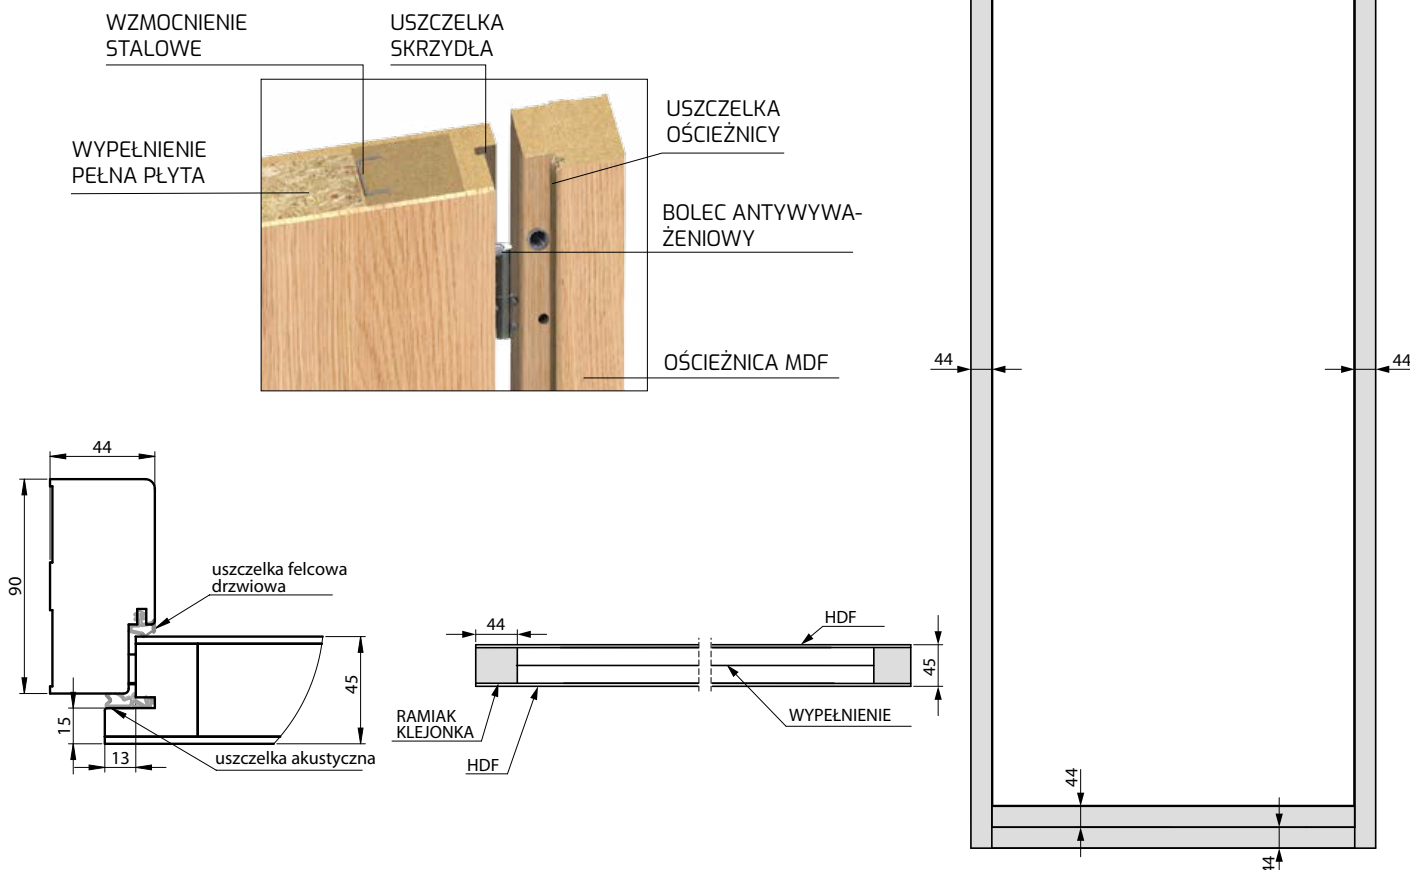 WZMOCNIENIE
STALOWE
USZCZELKA
SKRZYDŁA
WYPEŁNIENIE
PEŁNA PŁYTA
USZCZELKA
OŚCIEŻNICY
BOLEC ANTYWYWA-
ŻENIOWY
OŚCIEŻNICA MDF
44
44
44
90
uszczelka felcowa
drzwiowa
45
15
13
uszczelka akustyczna
44
HDF
45
RAMIAK
KLEJONKA
WYPEŁNIENIE
HDF
44
44